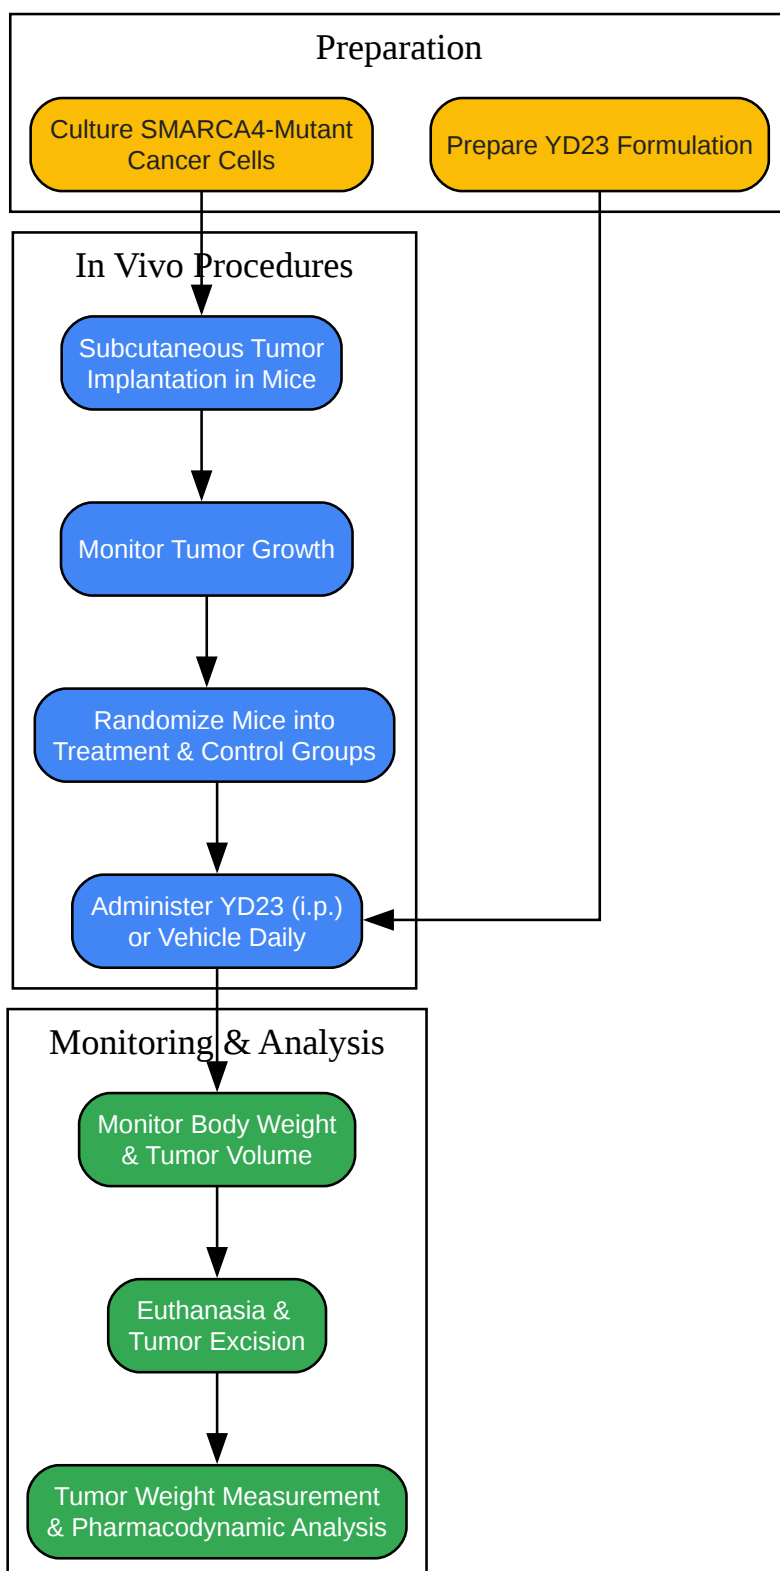 Preparation
Culture SMARCA4-Mutant
Cancer Cells
Prepare YD23 Formulation
In Vivo Procedures
Subcutaneous Tumor
Implantation in Mice
Monitor Tumor Growth
Randomize Mice into
Treatment & Control Groups
Administer YD23 (i.p.)
or Vehicle Daily
Monitoring & Analysis
Monitor Body Weight
& Tumor Volume
Euthanasia &
Tumor Excision
Tumor Weight Measurement
& Pharmacodynamic Analysis